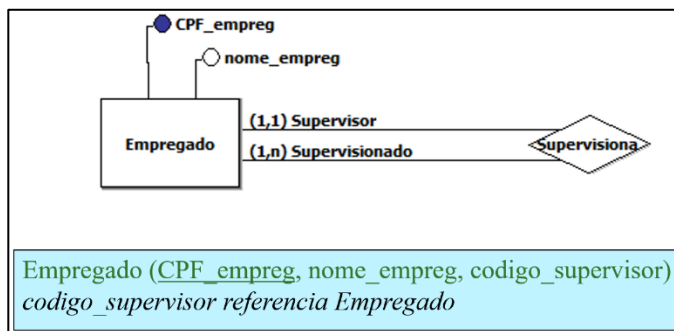 CPF_empreg
nome_empreg
(1,1) Supervisor
Empregado
Supervisiona
(1,n) Supervisionado
Empregado (CPF_empreg, nome_empreg, codigo_supervisor)
codigo_supervisor referencia Empregado